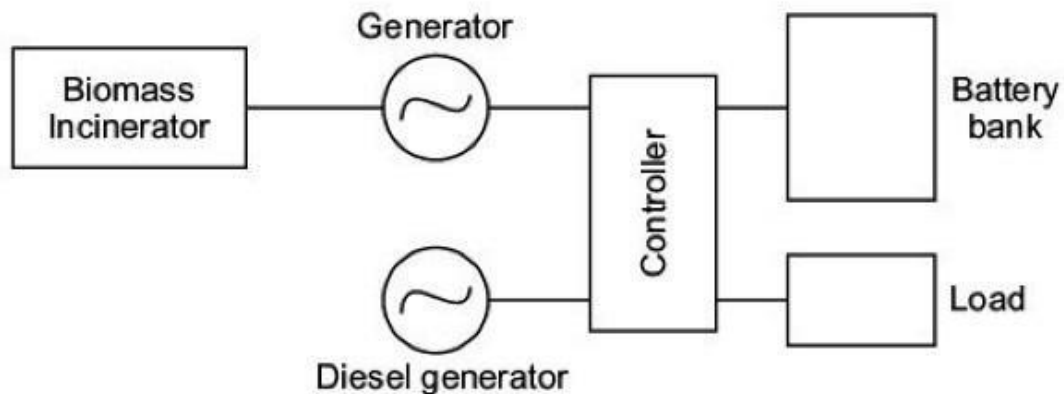 Generator
Biomass
Incinerator
Controller
Battery
bank
Load
Diesel generator